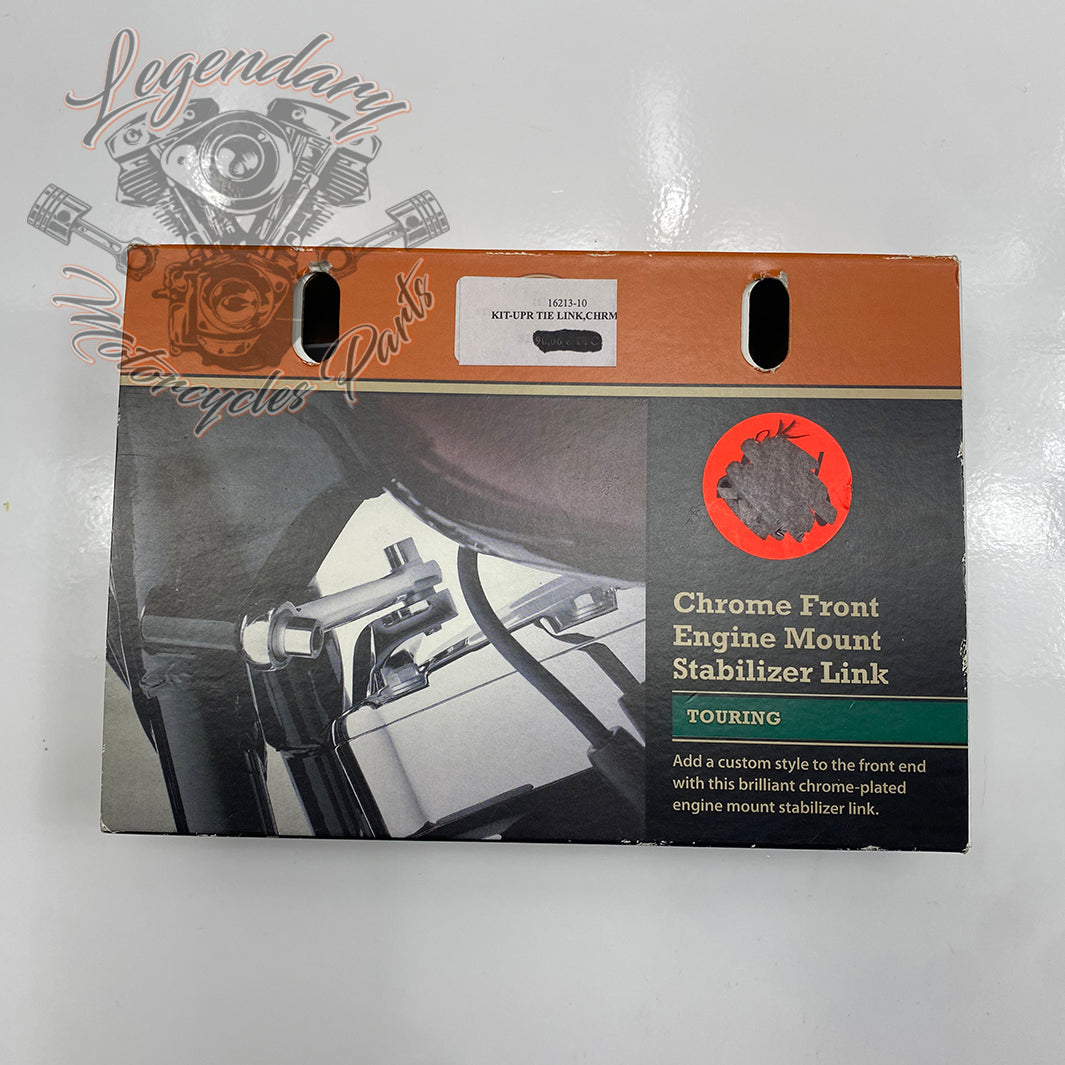 Legendary
Motorcycles Parts
16213-10
KIT-UPR TIE LINK,CHRM
Chrome Front
Engine Mount
Stabilizer Link
TOURING
Add a custom style to the front end
with this brilliant chrome-plated
engine mount stabilizer link.